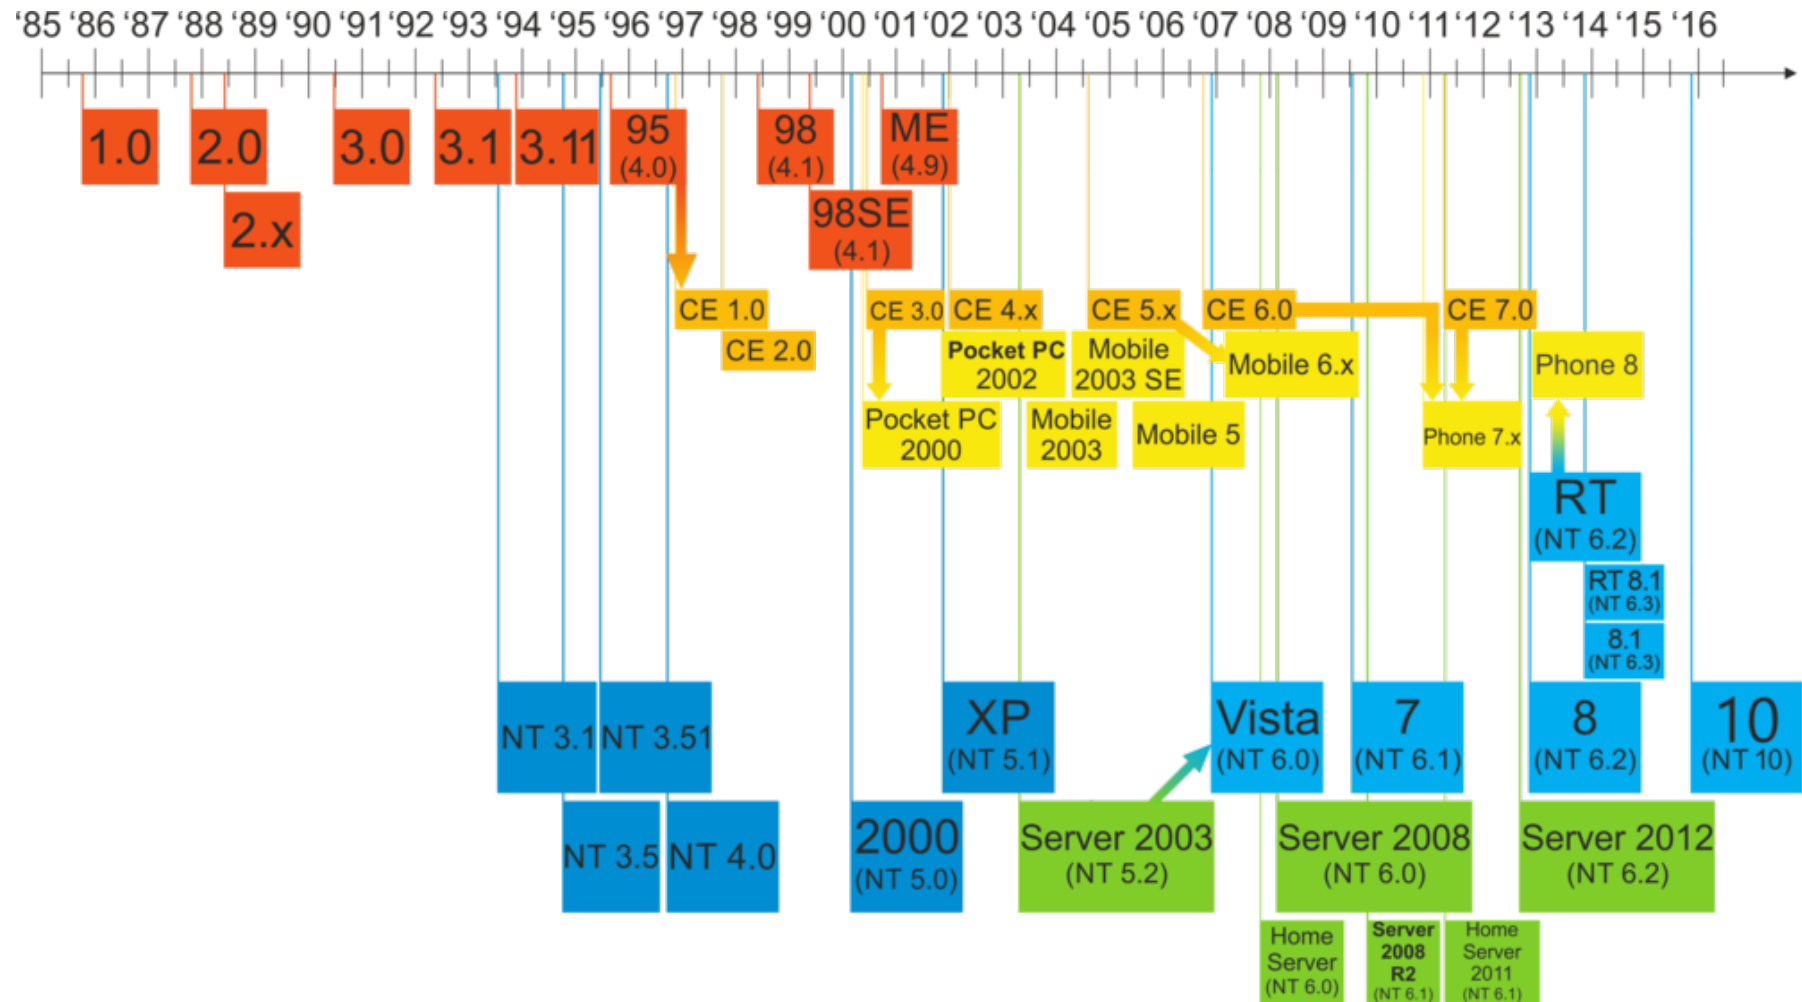 ‘85 ‘86 ‘87 ‘88 ‘89 ‘90 ‘91 ‘92 ‘93 ‘94 ‘95 ‘96 ‘97 ‘98 ‘99 ‘00 ‘01 ‘02 ‘03 ‘04 ‘05 ‘06 ‘07 ‘08 ‘09 ‘10 ‘11 ‘12 ‘13 ‘14 ‘15 ‘16
1.0
2.0
3.0
3.1
3.11
95
(4.0)
98
(4.1)
ME
(4.9)
2.x
98SE
(4.1)
CE 1.0
CE 3.0
CE 4.x
CE 5.x
CE 6.0
CE 7.0
CE 2.0
Pocket PC
2002
Mobile
2003 SE
Mobile 6.x
Phone 8
Pocket PC
2000
Mobile
2003
Mobile 5
Phone 7.x
RT
(NT 6.2)
RT 8.1
(NT 6.3)
8.1
(NT 6.3)
NT 3.1
NT 3.51
XP
(NT 5.1)
Vista
(NT 6.0)
7
(NT 6.1)
8
(NT 6.2)
10
(NT 10)
NT 3.5
NT 4.0
2000
(NT 5.0)
Server 2003
(NT 5.2)
Server 2008
(NT 6.0)
Server 2012
(NT 6.2)
Home
Server
(NT 6.0)
Server
2008
R2
(NT 6.1)
Home
Server
2011
(NT 6.1)